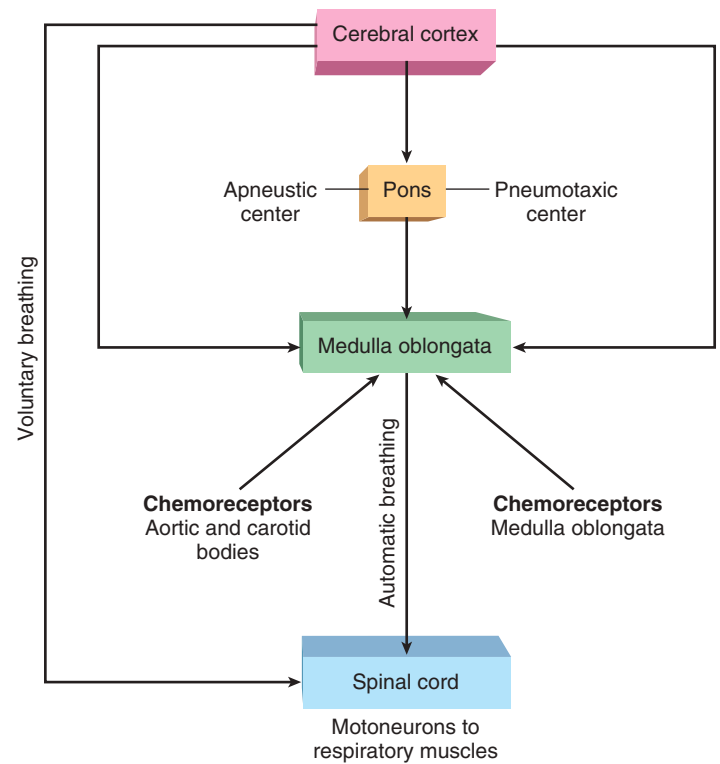 Cerebral cortex
Apneustic
center
Pons
Pneumotaxic
center
Voluntary breathing
Medulla oblongata
Chemoreceptors
Aortic and carotid
bodies
Automatic breathing
Chemoreceptors
Medulla oblongata
Spinal cord
Motoneurons to
respiratory muscles